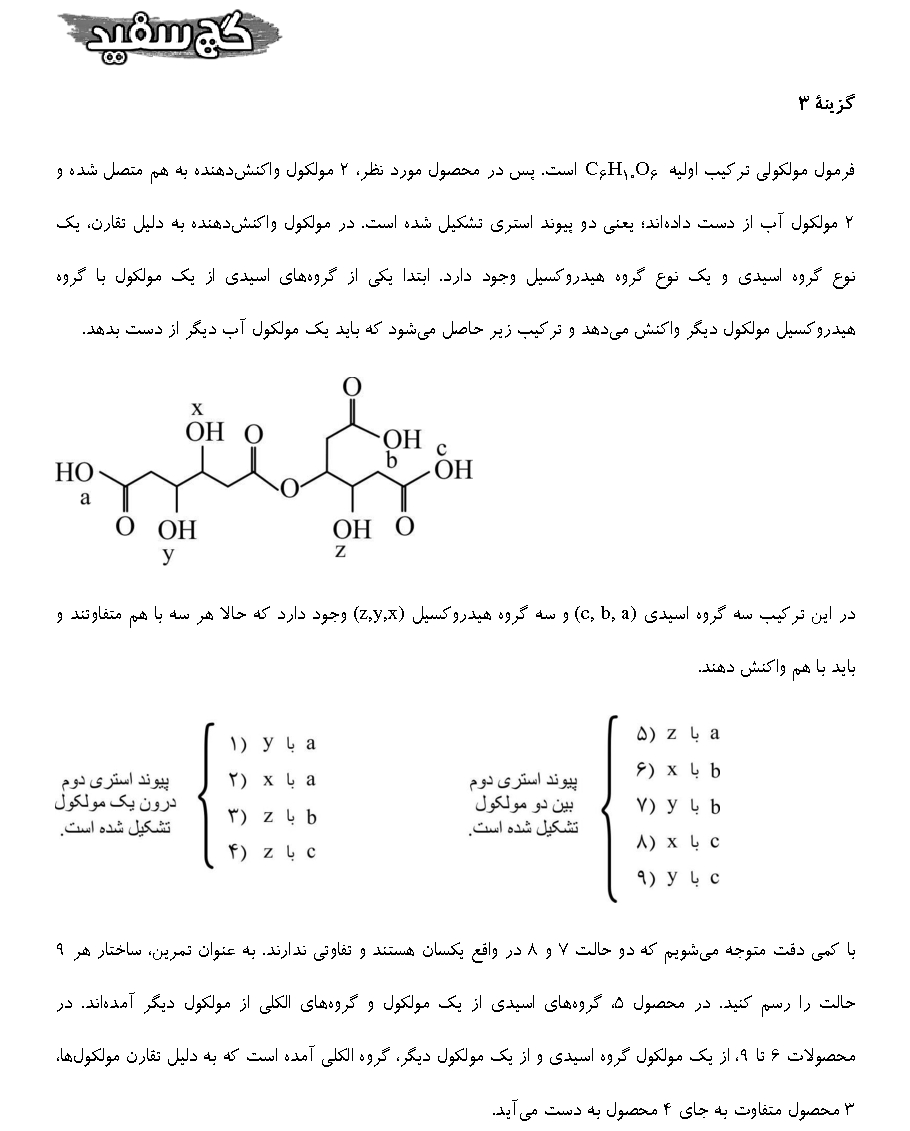 گچ سفید
گزینهٔ ۳
فرمول مولکولی ترکیب اولیه C₆H₁₀O₆ است. پس در محصول مورد نظر، ۲ مولکول واکنش‌دهنده به هم متصل شده و
۲ مولکول آب از دست داده‌اند؛ یعنی دو پیوند استری تشکیل شده است. در مولکول واکنش‌دهنده به دلیل تقارن، یک
نوع گروه اسیدی و یک نوع گروه هیدروکسیل وجود دارد. ابتدا یکی از گروه‌های اسیدی از یک مولکول با گروه
هیدروکسیل مولکول دیگر واکنش می‌دهد و ترکیب زیر حاصل می‌شود که باید یک مولکول آب دیگر از دست بدهد.
O
x
OH O OH c
HO b OH
a O
O OH OH O
y z
در این ترکیب سه گروه اسیدی (c, b, a) و سه گروه هیدروکسیل (z,y,x) وجود دارد که حالا هر سه با هم متفاوتند و
باید با هم واکنش دهند.
پیوند استری دوم
بین دو مولکول
تشکیل شده است.
۵) a با z
۶) b با x
۷) b با y
۸) c با x
۹) c با y
پیوند استری دوم
درون یک مولکول
تشکیل شده است.
۱) a با y
۲) a با x
۳) b با z
۴) c با z
با کمی دقت متوجه می‌شویم که دو حالت ۷ و ۸ در واقع یکسان هستند و تفاوتی ندارند. به عنوان تمرین، ساختار هر ۹
حالت را رسم کنید. در محصول ۵، گروه‌های اسیدی از یک مولکول و گروه‌های الکلی از مولکول دیگر آمده‌اند. در
محصولات ۶ تا ۹، از یک مولکول گروه اسیدی و از یک مولکول دیگر، گروه الکلی آمده است که به دلیل تقارن مولکول‌ها،
۳ محصول متفاوت به جای ۴ محصول به دست می‌آید.